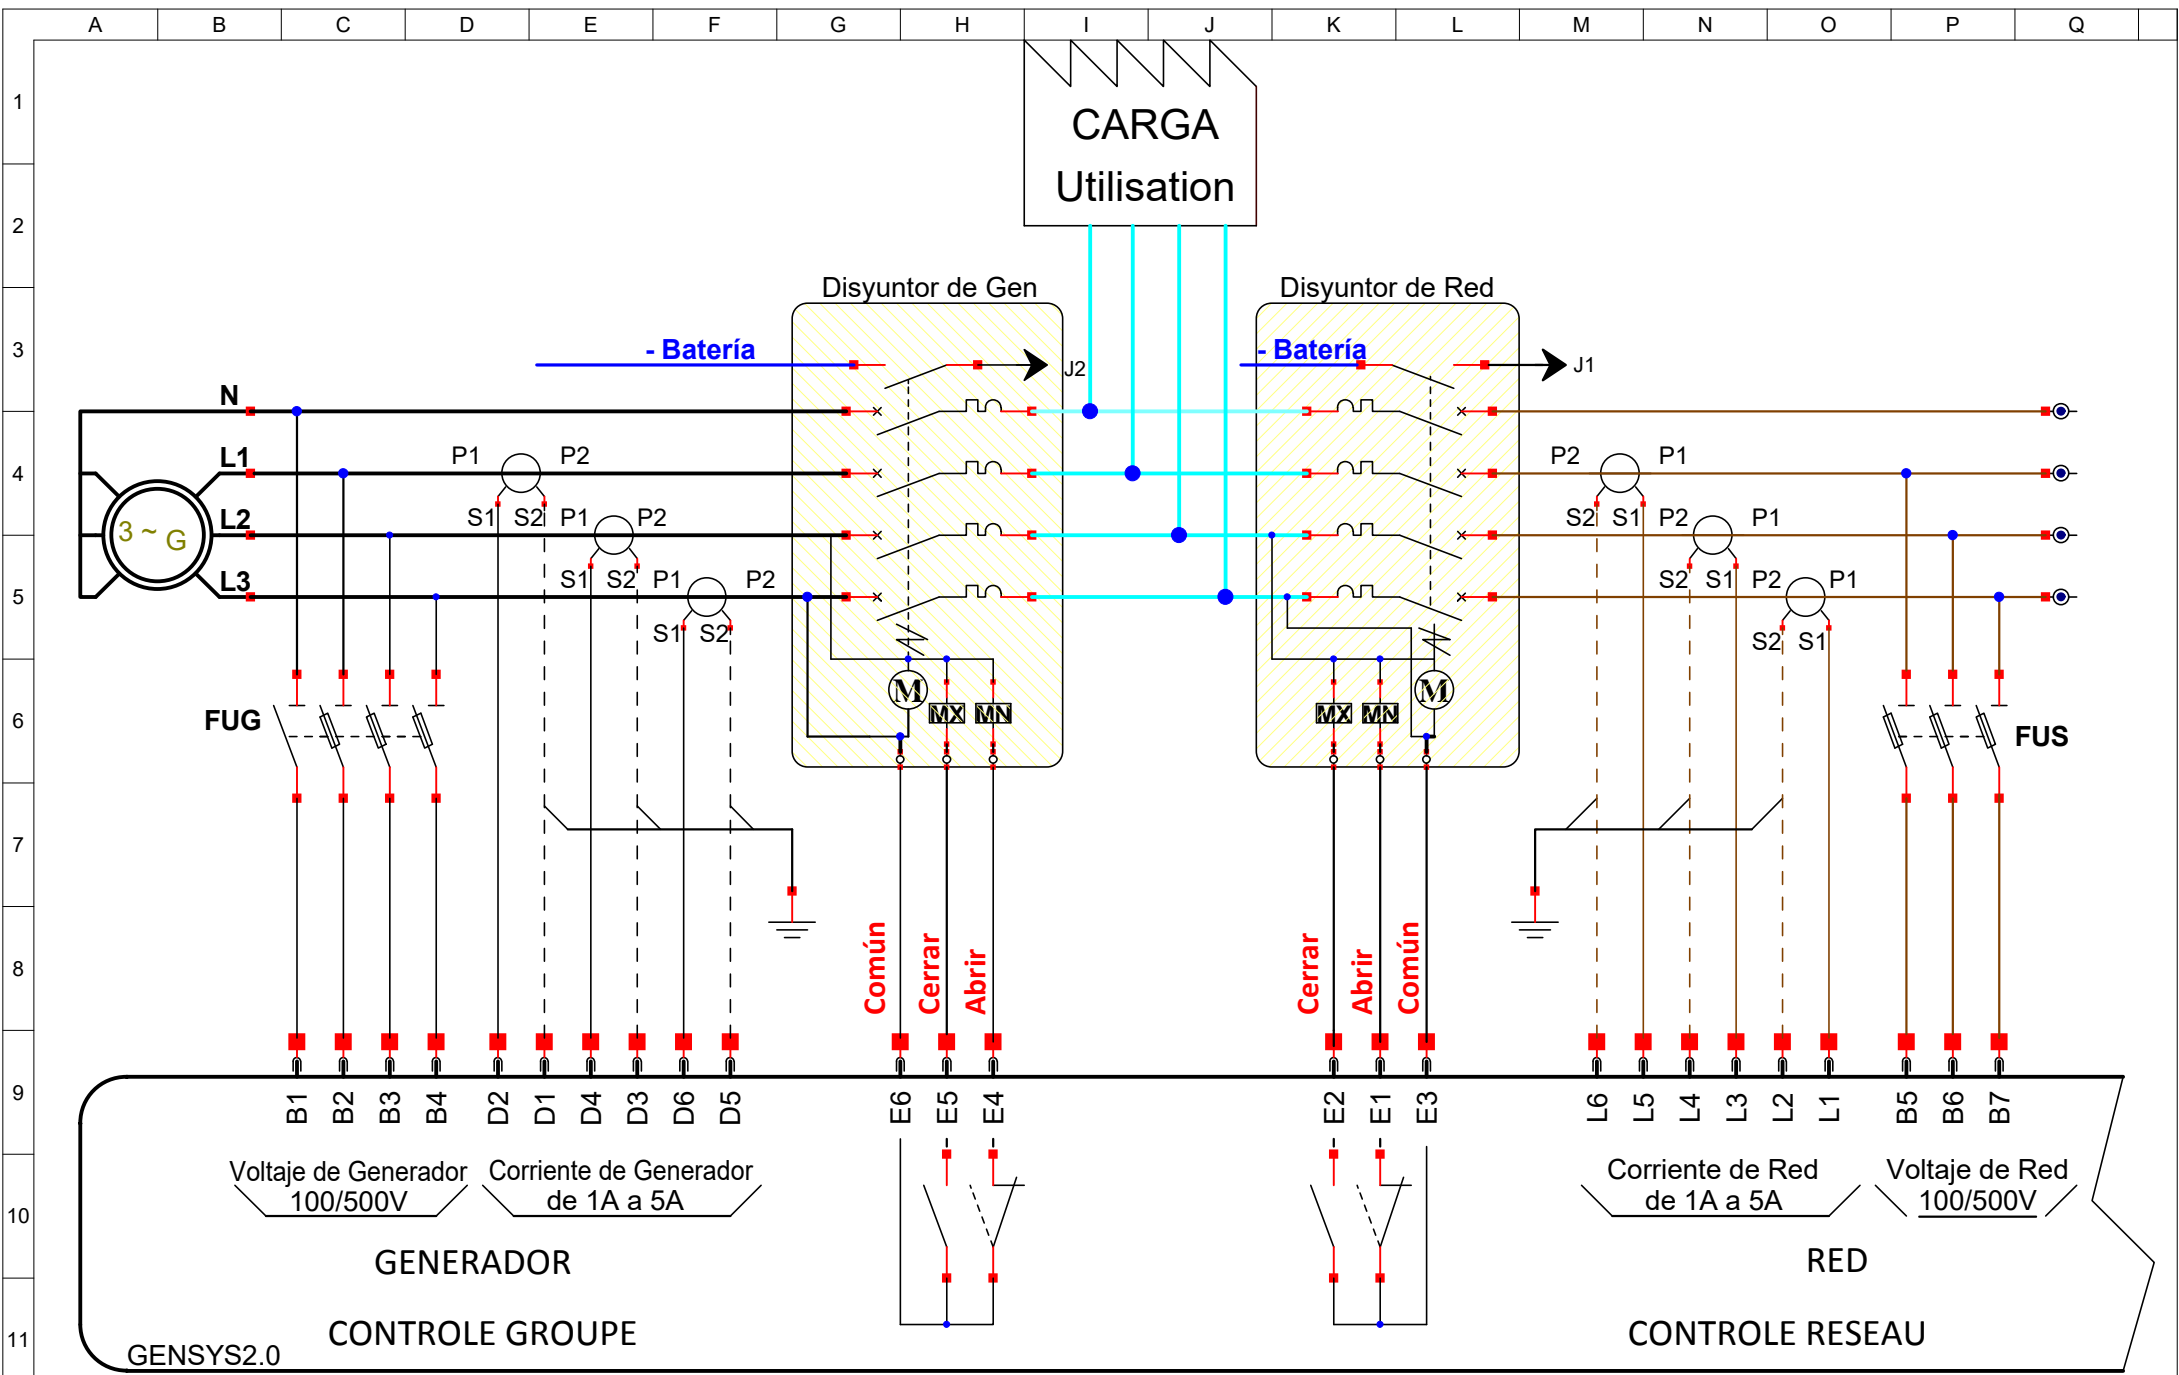 A B C D E F G H I J K L M N O P Q
1
CARGA
Utilisation
2
Disyuntor de Gen
Disyuntor de Red
3
- Batería
J2
- Batería
J1
N
4
L1
P1 P2
P2 P1
S1 S2
P1 P2
S2 S1
P2 P1
L2
3 ~ G
S1 S2
P1 P2
S2 S1
P2 P1
5
L3
S1 S2
S2 S1
M
M
6
FUG
MX MN
MX MN
FUS
7
8
Común
Cerrar
Abrir
Cerrar
Abrir
Común
9
B1 B2 B3 B4 D2 D1 D4 D3 D6 D5 E6 E5 E4 E2 E1 E3 L6 L5 L4 L3 L2 L1 B5 B6 B7
10
Voltaje de Generador
100/500V
Corriente de Generador
de 1A a 5A
Corriente de Red
de 1A a 5A
Voltaje de Red
100/500V
GENERADOR
RED
11
CONTROLE GROUPE
CONTROLE RESEAU
GENSYS2.0